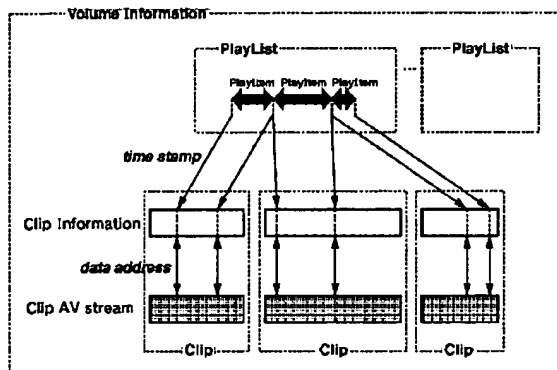 Volume Information
PlayList PlayList
PlayItem PlayItem PlayItem
time stamp
Clip Information
data address
Clip AV stream
Clip Clip Clip